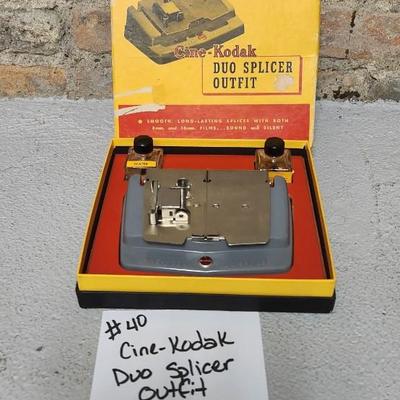 Cine-Kodak
DUO SPLICER
OUTFIT
● SMOOTH, LONG-LASTING SPLICES WITH BOTH
8mm. and 16mm. FILMS... SOUND and SILENT
#40
Cine-Kodak
Duo Splicer
Outfit